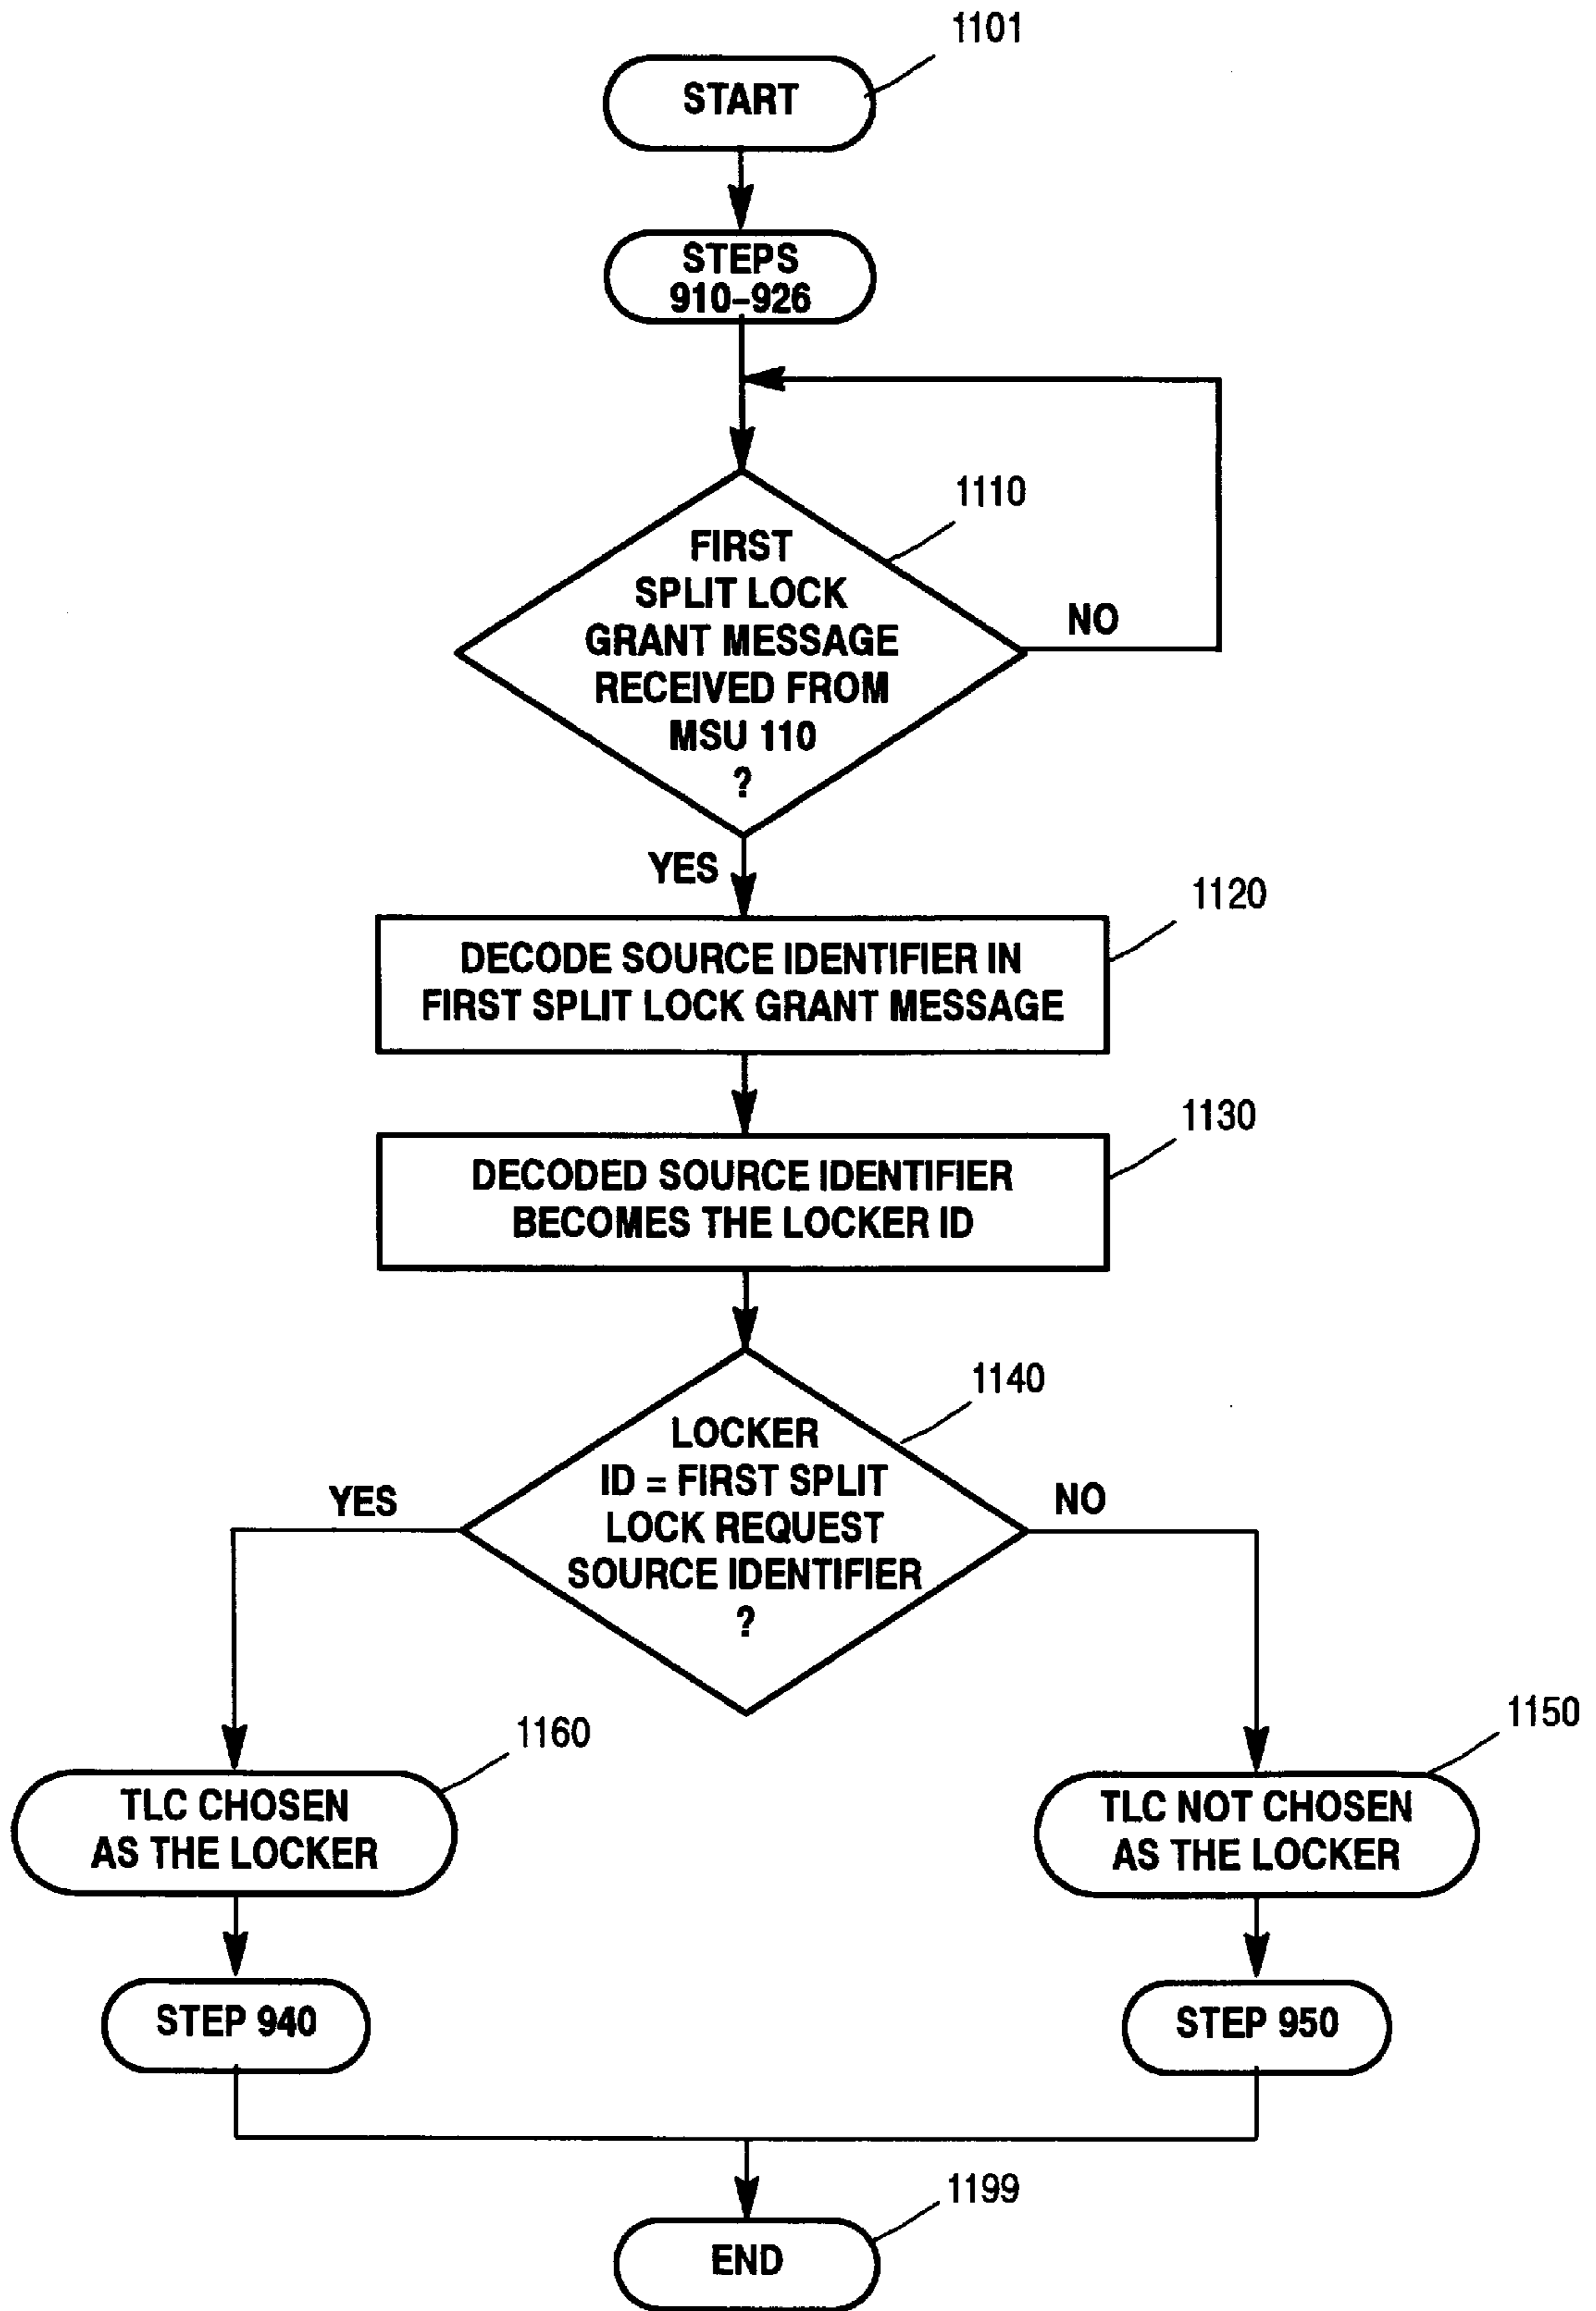 1101
START
STEPS
910–926
1110
FIRST
SPLIT LOCK
GRANT MESSAGE
RECEIVED FROM
MSU 110
?
NO
YES
1120
DECODE SOURCE IDENTIFIER IN
FIRST SPLIT LOCK GRANT MESSAGE
1130
DECODED SOURCE IDENTIFIER
BECOMES THE LOCKER ID
1140
LOCKER
ID = FIRST SPLIT
LOCK REQUEST
SOURCE IDENTIFIER
?
YES
NO
1160
TLC CHOSEN
AS THE LOCKER
1150
TLC NOT CHOSEN
AS THE LOCKER
STEP 940
STEP 950
1199
END